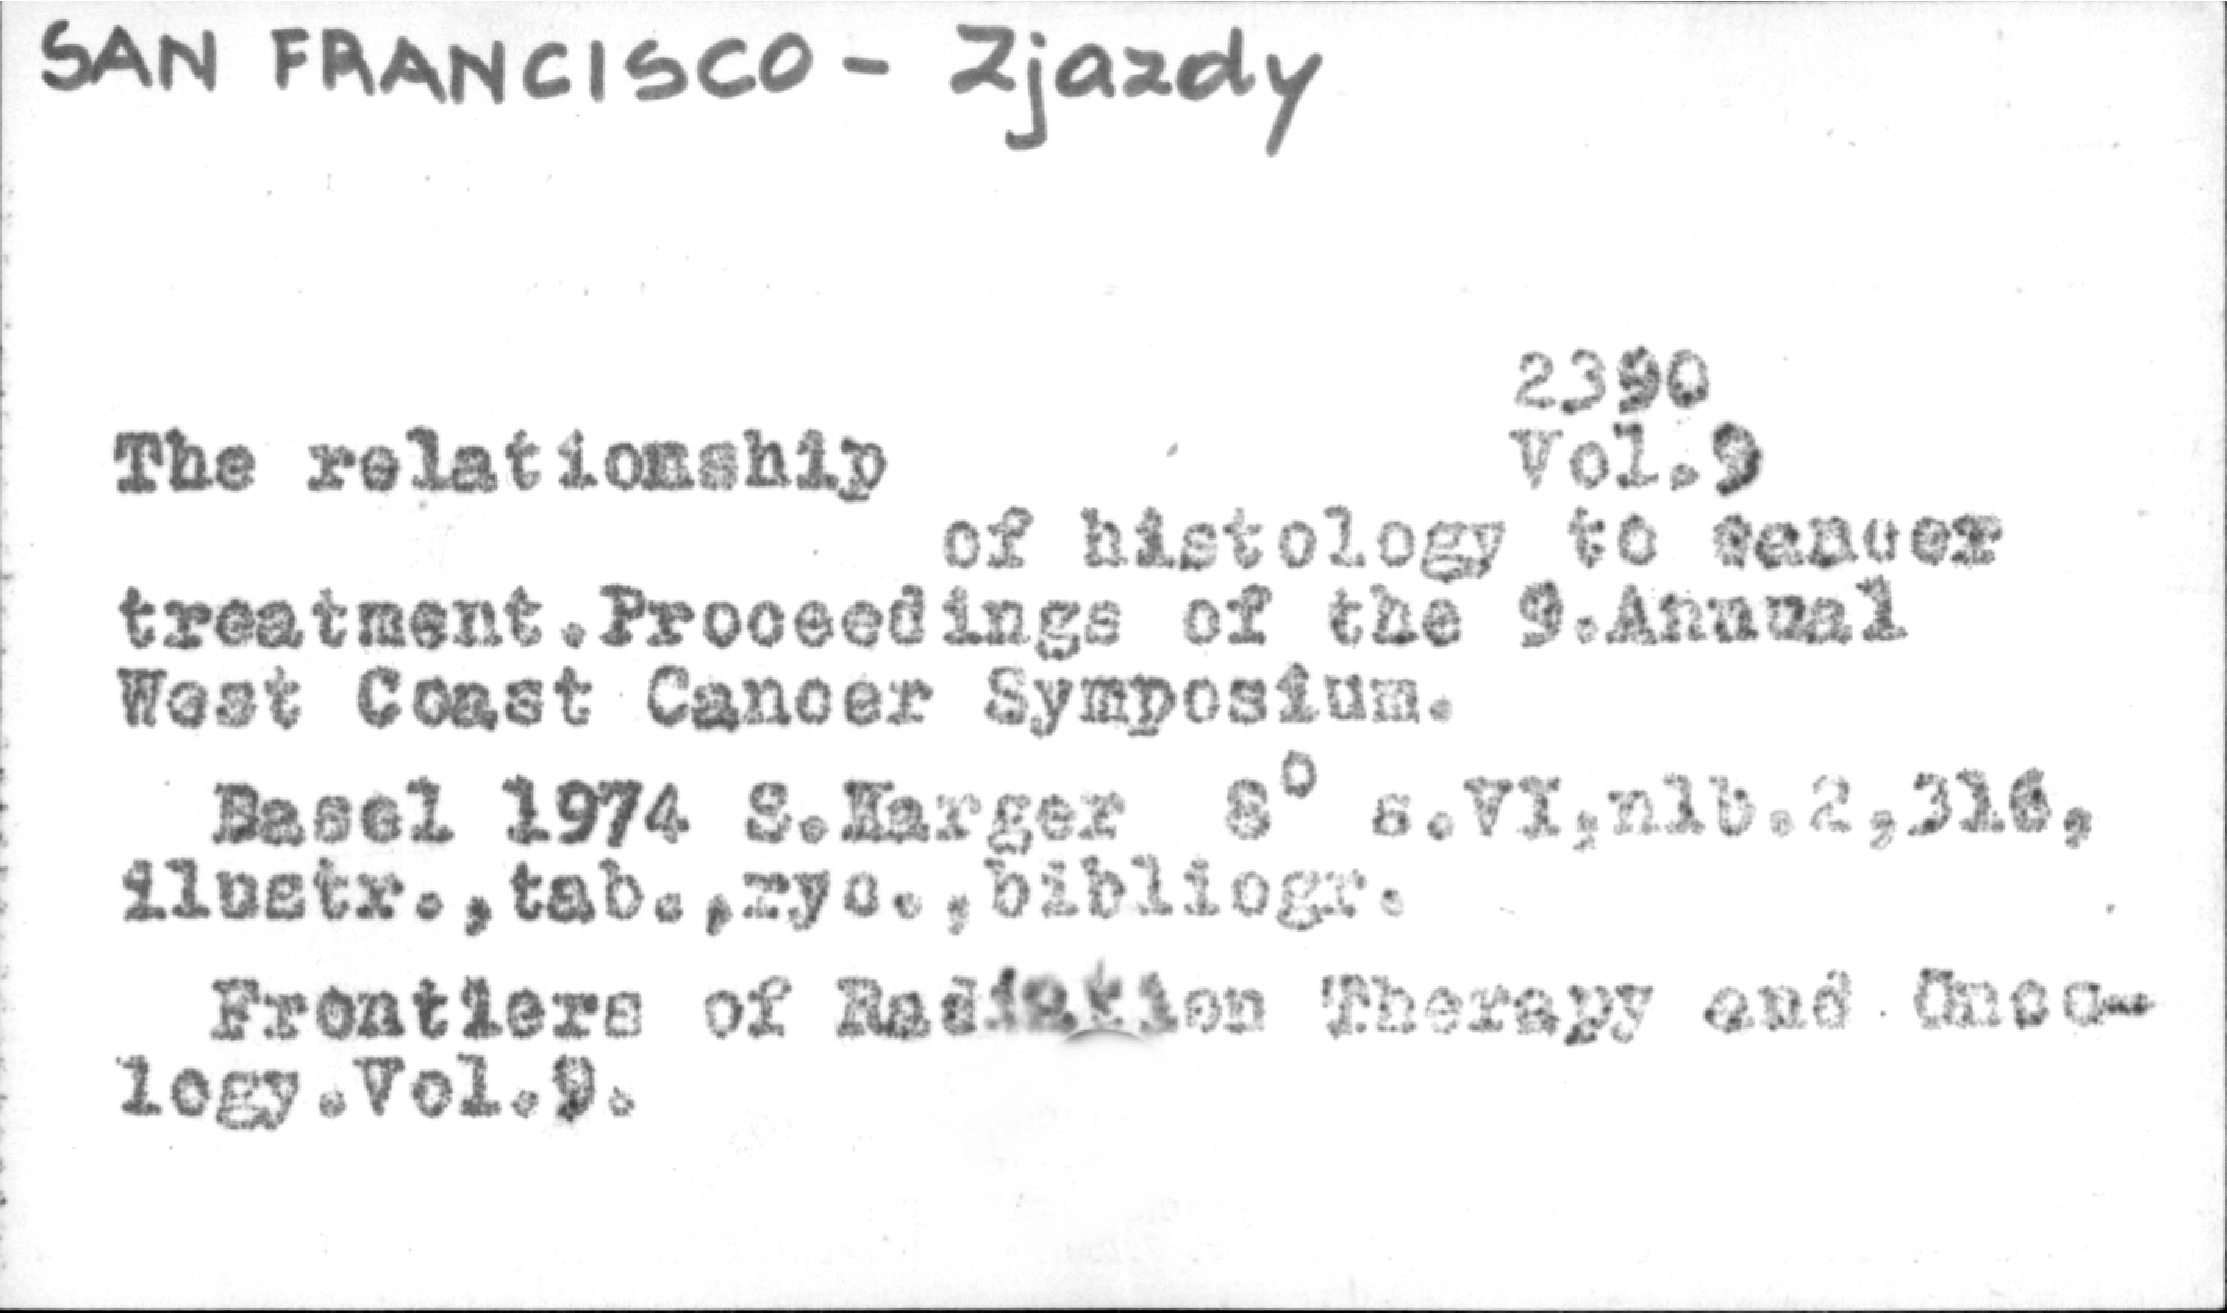 SAN FRANCISCO - Zjazdy
2390
The relationship Vol.9
of histology to cancer
treatment.Proceedings of the 9.Annual
West Coast Cancer Symposium.
Basel 1974 S.Karger 8° s.VI,nlb.2,316,
ilustr.,tab.,ryc.,bibliogr.
Frontiers of Radiation Therapy and Onco-
logy.Vol.9.